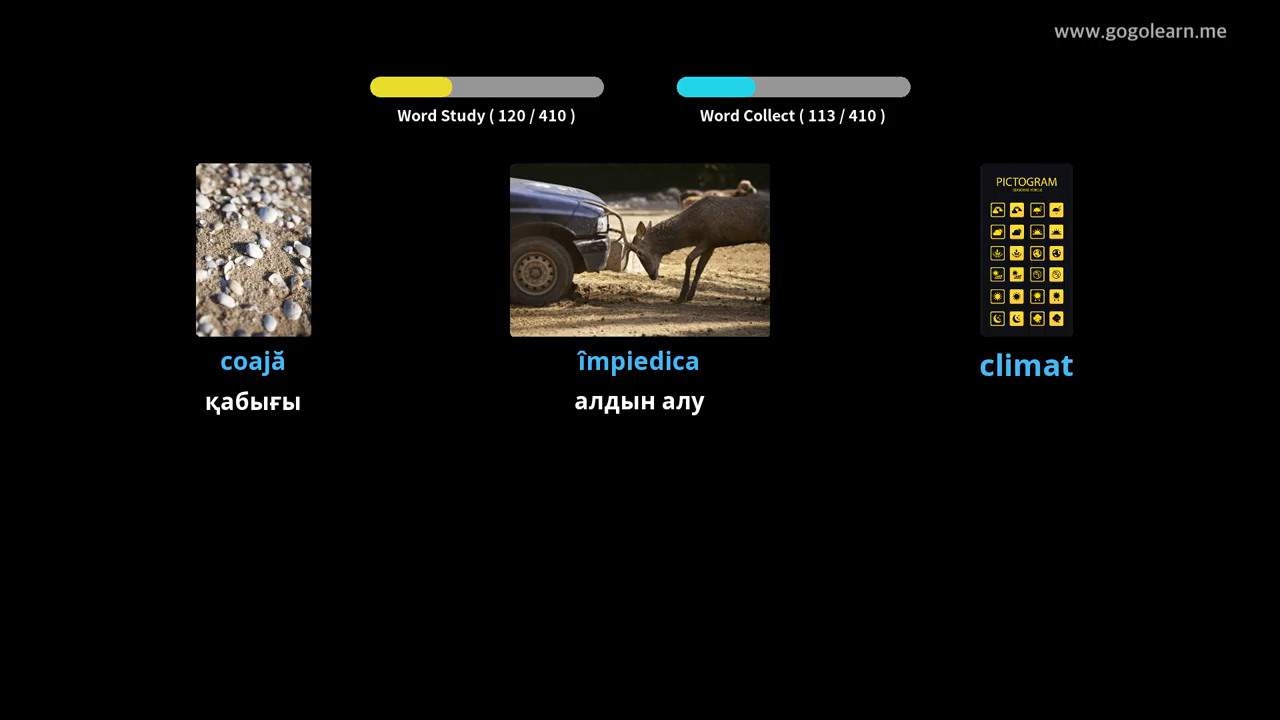 www.gogolearn.me
Word Study ( 120 / 410 )
Word Collect ( 113 / 410 )
PICTOGRAM
coajă
împiedica
climat
қабығы
алдын алу